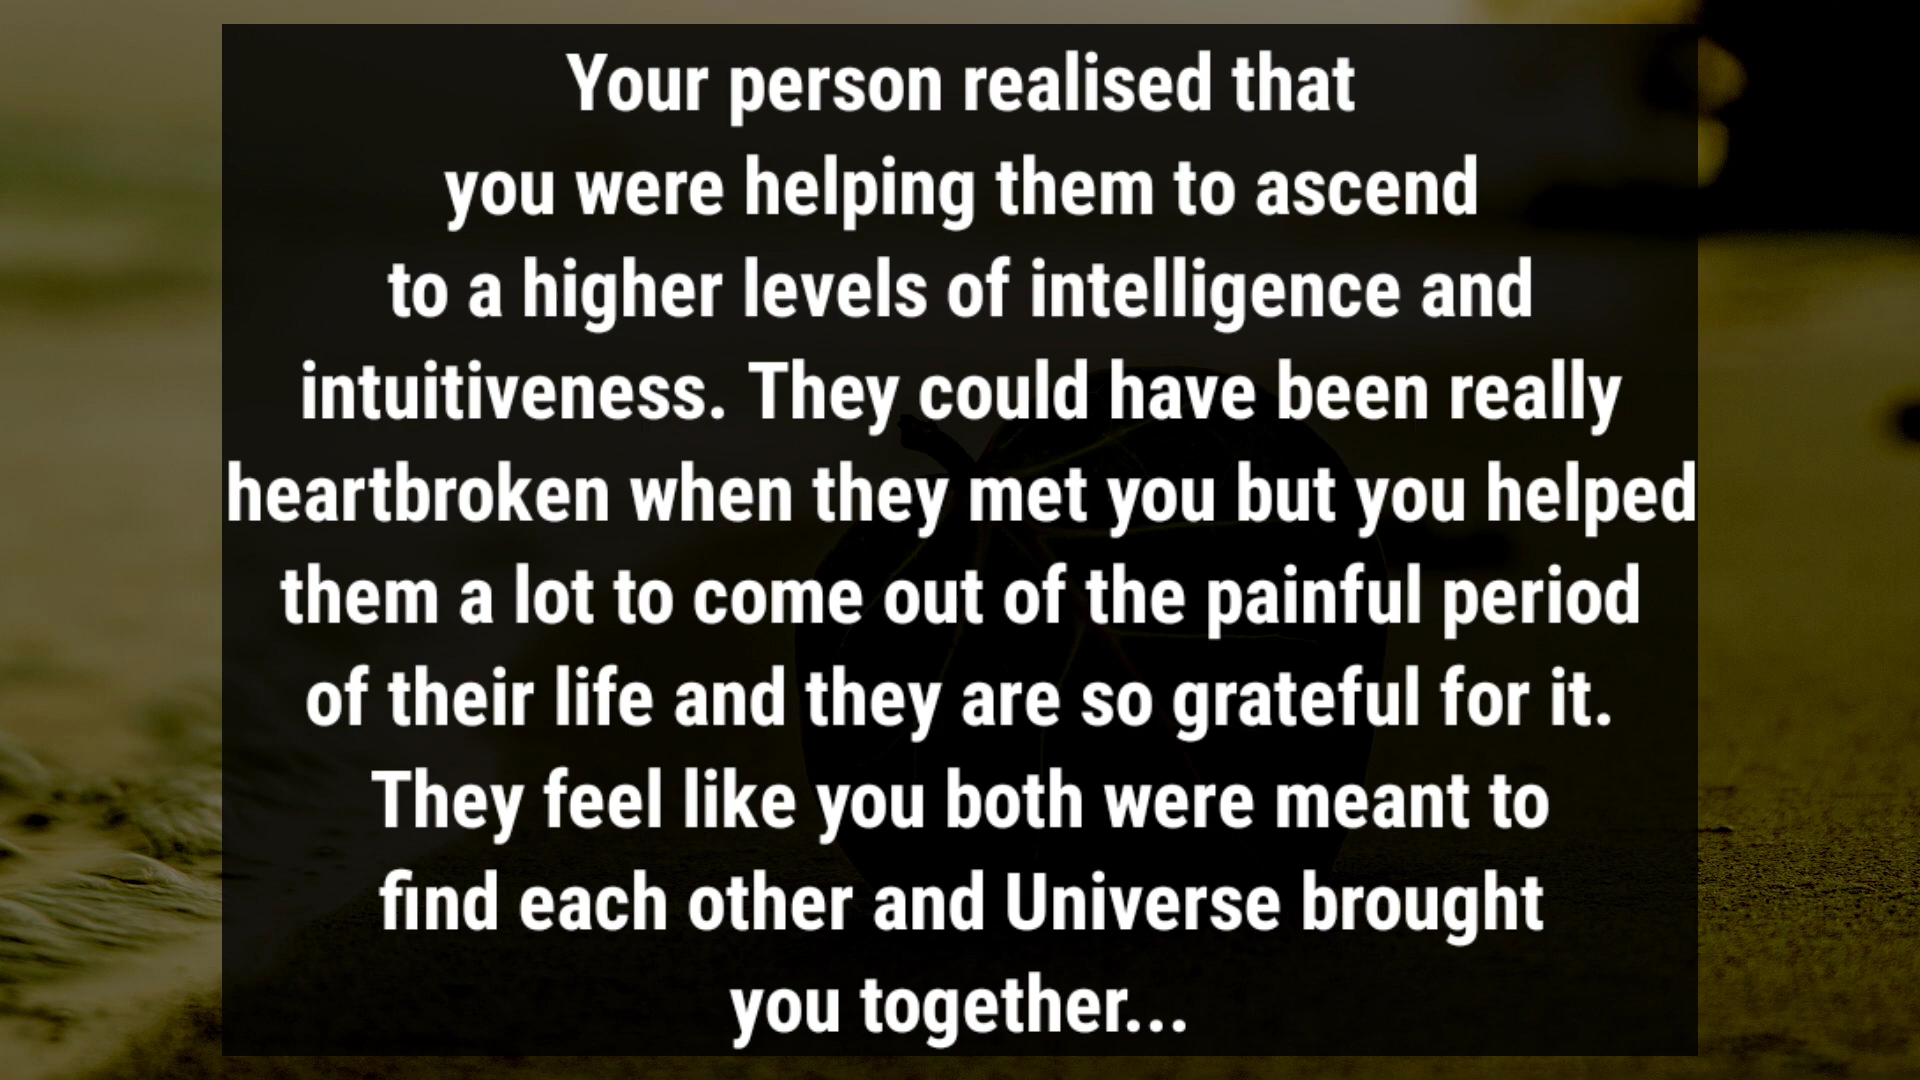 Your person realised that
you were helping them to ascend
to a higher levels of intelligence and
intuitiveness. They could have been really
heartbroken when they met you but you helped
them a lot to come out of the painful period
of their life and they are so grateful for it.
They feel like you both were meant to
find each other and Universe brought
you together...